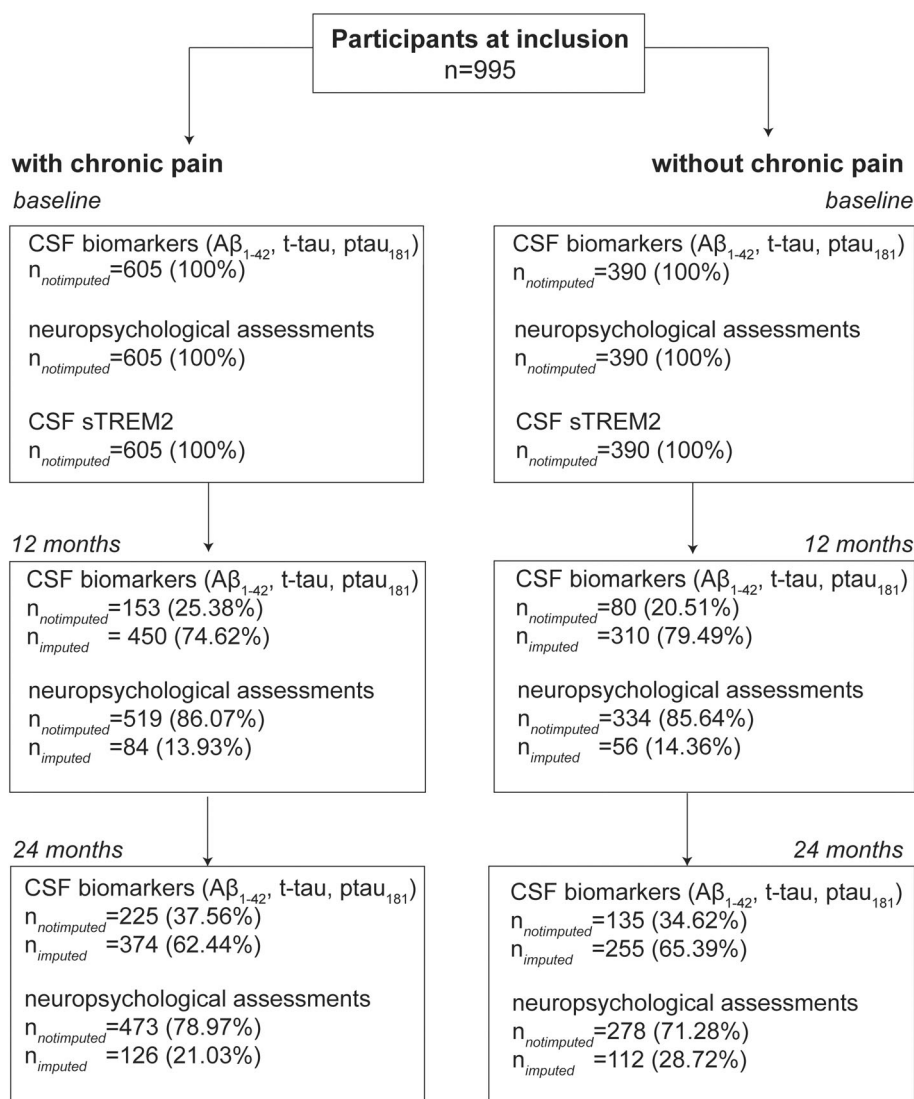 Participants at inclusion
n=995
with chronic pain
baseline
CSF biomarkers (Aβ1-42, t-tau, ptau181)
nnotimputed=605 (100%)
neuropsychological assessments
nnotimputed=605 (100%)
CSF sTREM2
nnotimputed=605 (100%)
12 months
CSF biomarkers (Aβ1-42, t-tau, ptau181)
nnotimputed=153 (25.38%)
nimputed = 450 (74.62%)
neuropsychological assessments
nnotimputed=519 (86.07%)
nimputed =84 (13.93%)
24 months
CSF biomarkers (Aβ1-42, t-tau, ptau181)
nnotimputed=225 (37.56%)
nimputed = 374 (62.44%)
neuropsychological assessments
nnotimputed=473 (78.97%)
nimputed = 126 (21.03%)
without chronic pain
baseline
CSF biomarkers (Aβ1-42, t-tau, ptau181)
nnotimputed=390 (100%)
neuropsychological assessments
nnotimputed=390 (100%)
CSF sTREM2
nnotimputed=390 (100%)
12 months
CSF biomarkers (Aβ1-42, t-tau, ptau181)
nnotimputed=80 (20.51%)
nimputed = 310 (79.49%)
neuropsychological assessments
nnotimputed=334 (85.64%)
nimputed = 56 (14.36%)
24 months
CSF biomarkers (Aβ1-42, t-tau, ptau181)
nnotimputed=135 (34.62%)
nimputed = 255 (65.39%)
neuropsychological assessments
nnotimputed=278 (71.28%)
nimputed = 112 (28.72%)